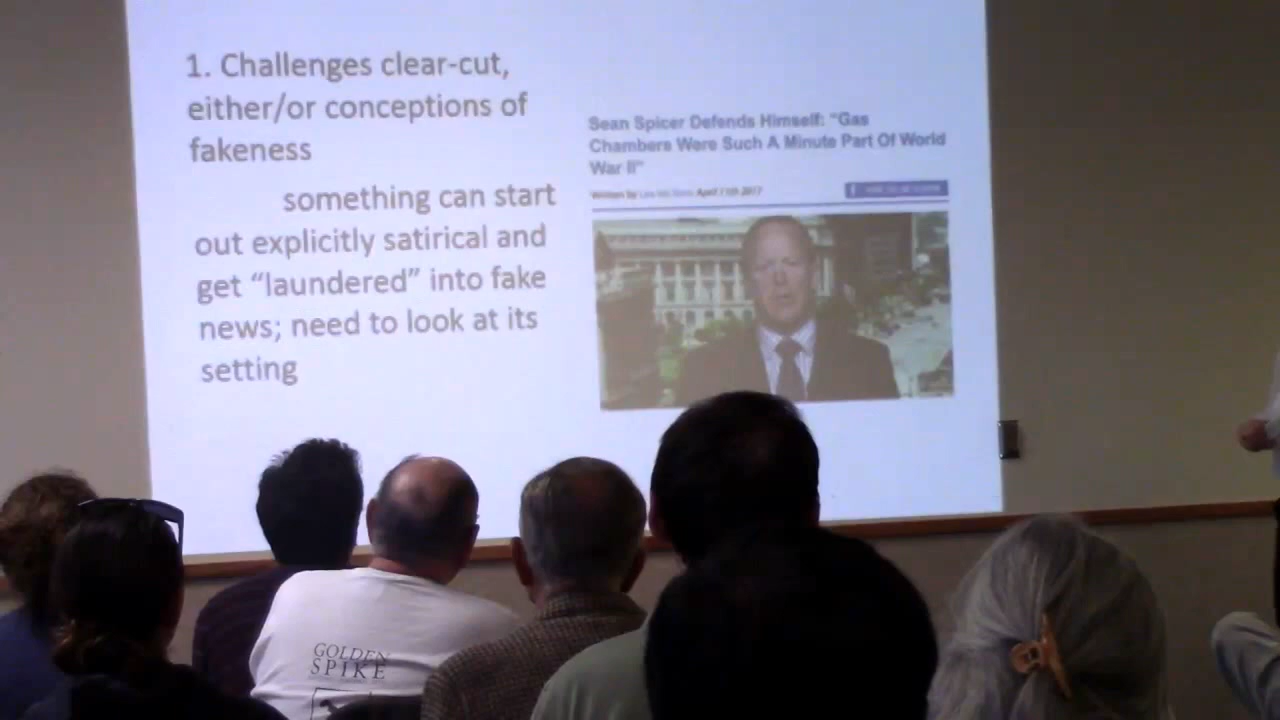 1. Challenges clear-cut,
either/or conceptions of
fakeness
something can start
out explicitly satirical and
get “laundered” into fake
news; need to look at its
setting
Sean Spicer Defends Himself: “Gas
Chambers Were Such A Minute Part Of World
War II”
Written by April 11th 2017
GOLDEN
SPIKE